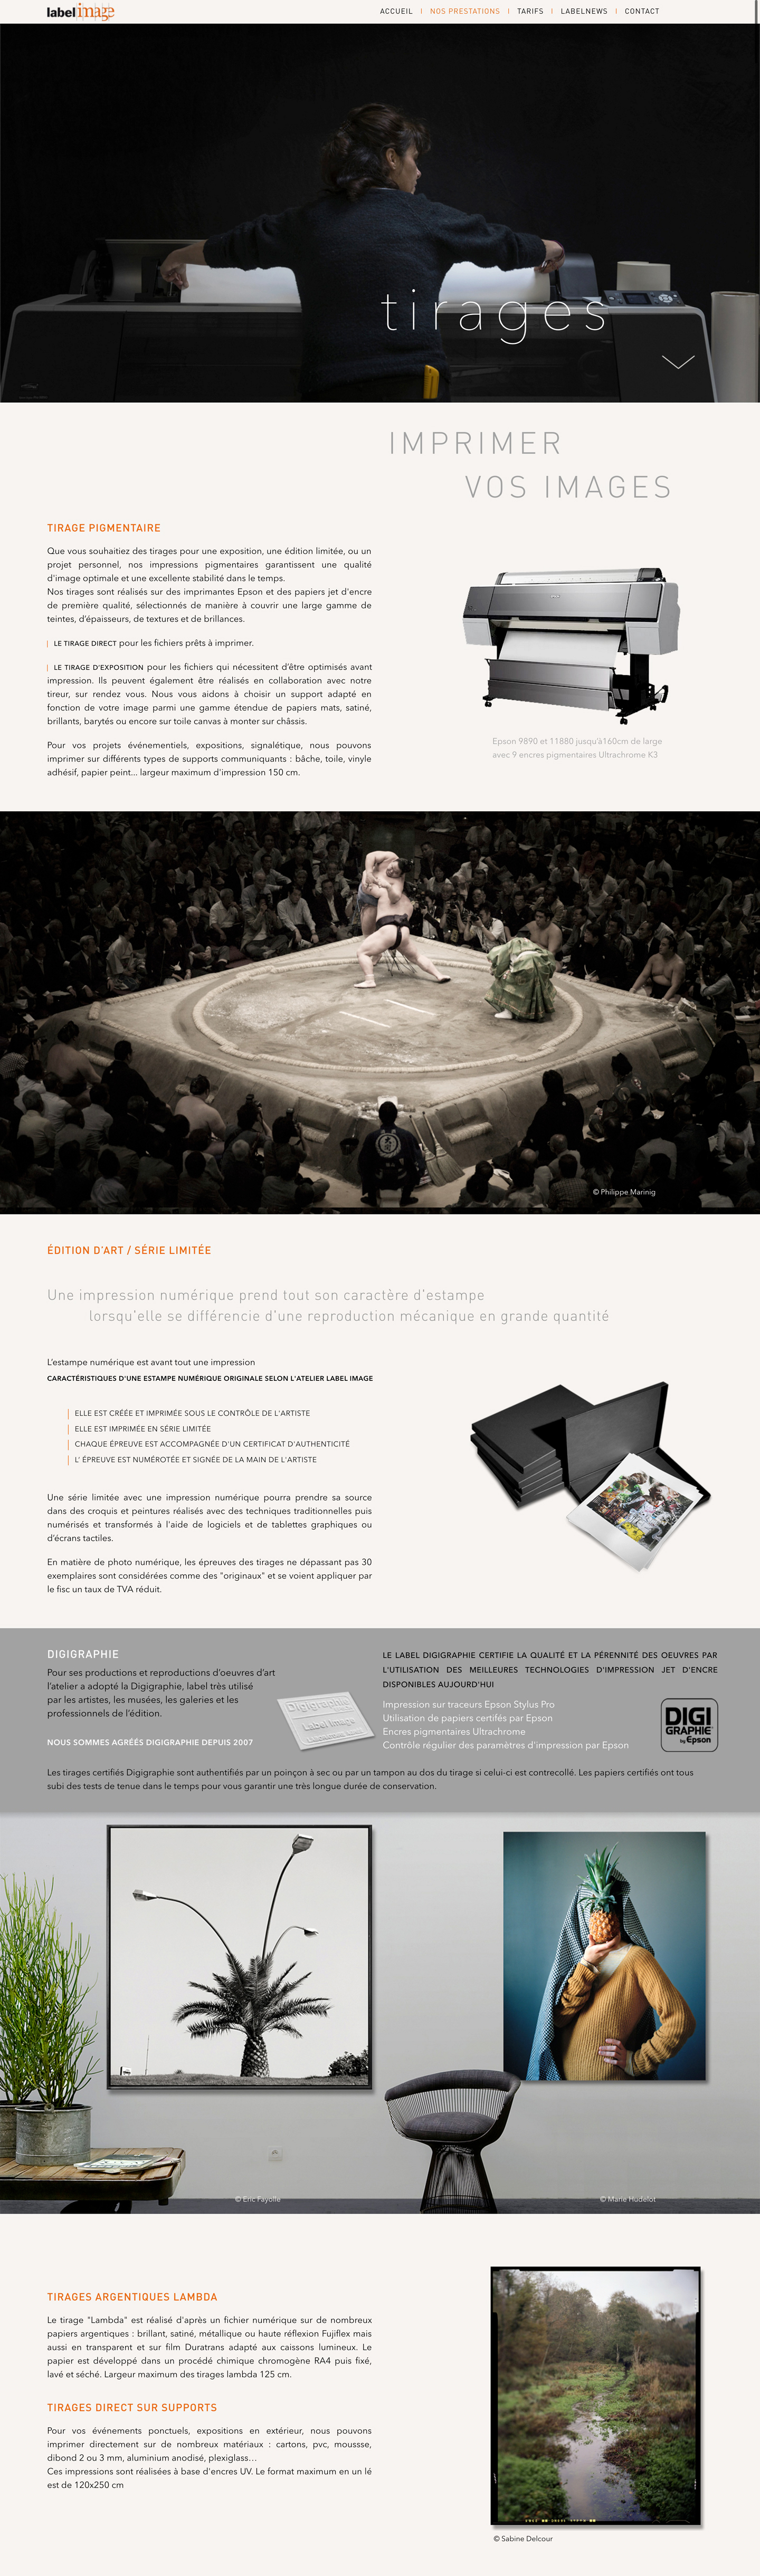 labelimage
ACCUEIL | NOS PRESTATIONS | TARIFS | LABELNEWS | CONTACT
tirages
IMPRIMER
VOS IMAGES
TIRAGE PIGMENTAIRE
Que vous souhaitiez des tirages pour une exposition, une édition limitée, ou un
projet personnel, nos impressions pigmentaires garantissent une qualité
d'image optimale et une excellente stabilité dans le temps.
Nos tirages sont réalisés sur des imprimantes Epson et des papiers jet d'encre
de première qualité, sélectionnés de manière à couvrir une large gamme de
teintes, d'épaisseurs, de textures et de brillances.
| LE TIRAGE DIRECT pour les fichiers prêts à imprimer.
| LE TIRAGE D'EXPOSITION pour les fichiers qui nécessitent d'être optimisés avant
impression. Ils peuvent également être réalisés en collaboration avec notre
tireur, sur rendez vous. Nous vous aidons à choisir un support adapté en
fonction de votre image parmi une gamme étendue de papiers mats, satiné,
brillants, barytés ou encore sur toile canvas à monter sur châssis.
Pour vos projets événementiels, expositions, signalétique, nous pouvons
imprimer sur différents types de supports communiquants : bâche, toile, vinyle
adhésif, papier peint... largeur maximum d'impression 150 cm.
Epson 9890 et 11880 jusqu'à160cm de large
avec 9 encres pigmentaires Ultrachrome K3
© Philippe Marinig
ÉDITION D'ART / SÉRIE LIMITÉE
Une impression numérique prend tout son caractère d'estampe
lorsqu'elle se différencie d'une reproduction mécanique en grande quantité
L'estampe numérique est avant tout une impression
CARACTÉRISTIQUES D'UNE ESTAMPE NUMÉRIQUE ORIGINALE SELON L'ATELIER LABEL IMAGE
| ELLE EST CRÉÉE ET IMPRIMÉE SOUS LE CONTRÔLE DE L'ARTISTE
| ELLE EST IMPRIMÉE EN SÉRIE LIMITÉE
| CHAQUE ÉPREUVE EST ACCOMPAGNÉE D'UN CERTIFICAT D'AUTHENTICITÉ
| L' ÉPREUVE EST NUMÉROTÉE ET SIGNÉE DE LA MAIN DE L'ARTISTE
Une série limitée avec une impression numérique pourra prendre sa source
dans des croquis et peintures réalisés avec des techniques traditionnelles puis
numérisés et transformés à l'aide de logiciels et de tablettes graphiques ou
d'écrans tactiles.
En matière de photo numérique, les épreuves des tirages ne dépassant pas 30
exemplaires sont considérées comme des "originaux" et se voient appliquer par
le fisc un taux de TVA réduit.
DIGIGRAPHIE
Pour ses productions et reproductions d'oeuvres d'art
l'atelier a adopté la Digigraphie, label très utilisé
par les artistes, les musées, les galeries et les
professionnels de l'édition.
NOUS SOMMES AGRÉÉS DIGIGRAPHIE DEPUIS 2007
Digigraphie
Label Image
LE LABEL DIGIGRAPHIE CERTIFIE LA QUALITÉ ET LA PÉRENNITÉ DES OEUVRES PAR
L'UTILISATION DES MEILLEURES TECHNOLOGIES D'IMPRESSION JET D'ENCRE
DISPONIBLES AUJOURD'HUI
Impression sur traceurs Epson Stylus Pro
Utilisation de papiers certifés par Epson
Encres pigmentaires Ultrachrome
Contrôle régulier des paramètres d'impression par Epson
DIGI
GRAPHIE
by Epson
Les tirages certifiés Digigraphie sont authentifiés par un poinçon à sec ou par un tampon au dos du tirage si celui-ci est contrecollé. Les papiers certifiés ont tous
subi des tests de tenue dans le temps pour vous garantir une très longue durée de conservation.
© Eric Fayolle
© Marie Hudelot
TIRAGES ARGENTIQUES LAMBDA
Le tirage "Lambda" est réalisé d'après un fichier numérique sur de nombreux
papiers argentiques : brillant, satiné, métallique ou haute réflexion Fujiflex mais
aussi en transparent et sur film Duratrans adapté aux caissons lumineux. Le
papier est développé dans un procédé chimique chromogène RA4 puis fixé,
lavé et séché. Largeur maximum des tirages lambda 125 cm.
TIRAGES DIRECT SUR SUPPORTS
Pour vos événements ponctuels, expositions en extérieur, nous pouvons
imprimer directement sur de nombreux matériaux : cartons, pvc, moussse,
dibond 2 ou 3 mm, aluminium anodisé, plexiglass...
Ces impressions sont réalisées à base d'encres UV. Le format maximum en un lé
est de 120x250 cm
© Sabine Delcour